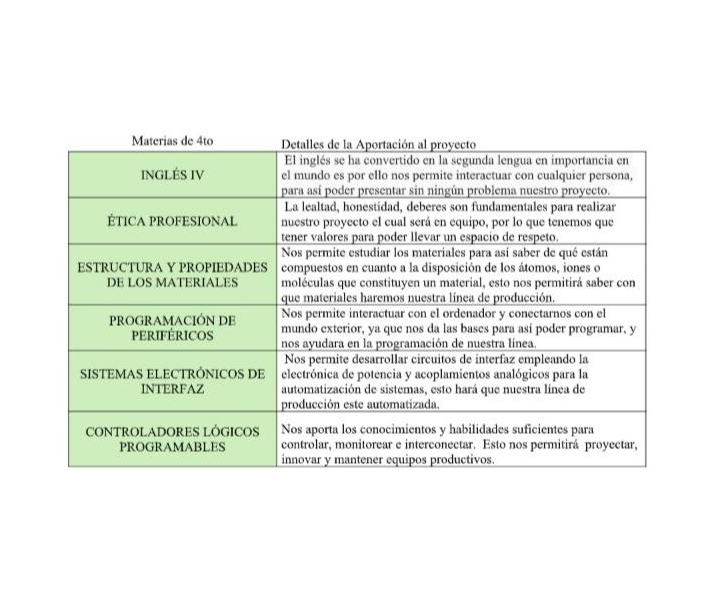 Materias de 4to
Detalles de la Aportación al proyecto
INGLÉS IV
El inglés se ha convertido en la segunda lengua en importancia en
el mundo es por ello nos permite interactuar con cualquier persona,
para así poder presentar sin ningún problema nuestro proyecto.
ÉTICA PROFESIONAL
La lealtad, honestidad, deberes son fundamentales para realizar
nuestro proyecto el cual será en equipo, por lo que tenemos que
tener valores para poder llevar un espacio de respeto.
ESTRUCTURA Y PROPIEDADES
DE LOS MATERIALES
Nos permite estudiar los materiales para así saber de qué están
compuestos en cuanto a la disposición de los átomos, iones o
moléculas que constituyen un material, esto nos permitirá saber con
que materiales haremos nuestra línea de producción.
PROGRAMACIÓN DE
PERIFÉRICOS
Nos permite interactuar con el ordenador y conectarnos con el
mundo exterior, ya que nos da las bases para así poder programar, y
nos ayudara en la programación de nuestra línea.
SISTEMAS ELECTRÓNICOS DE
INTERFAZ
Nos permite desarrollar circuitos de interfaz empleando la
electrónica de potencia y acoplamientos analógicos para la
automatización de sistemas, esto hará que nuestra línea de
producción este automatizada.
CONTROLADORES LÓGICOS
PROGRAMABLES
Nos aporta los conocimientos y habilidades suficientes para
controlar, monitorear e interconectar. Esto nos permitirá proyectar,
innovar y mantener equipos productivos.